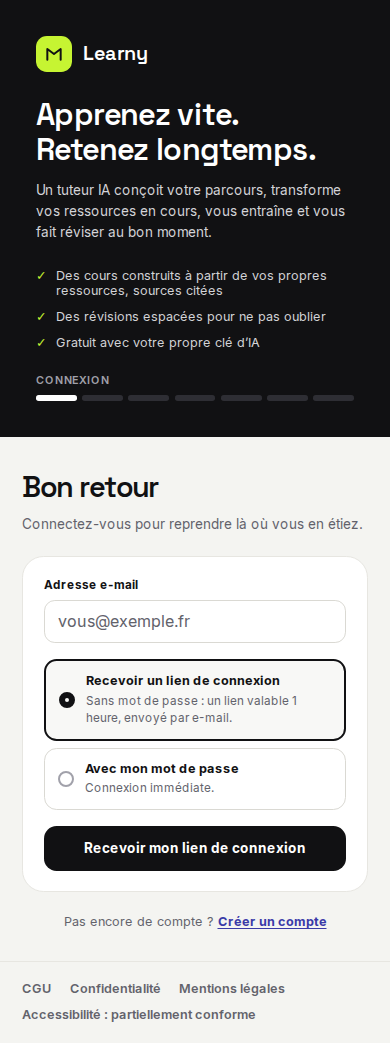 Learny
Apprenez vite.
Retenez longtemps.
Un tuteur IA conçoit votre parcours, transforme
vos ressources en cours, vous entraîne et vous
fait réviser au bon moment.
✓ Des cours construits à partir de vos propres
ressources, sources citées
✓ Des révisions espacées pour ne pas oublier
✓ Gratuit avec votre propre clé d’IA
CONNEXION
Bon retour
Connectez-vous pour reprendre là où vous en étiez.
Adresse e-mail
vous@exemple.fr
Recevoir un lien de connexion
Sans mot de passe : un lien valable 1
heure, envoyé par e-mail.
Avec mon mot de passe
Connexion immédiate.
Recevoir mon lien de connexion
Pas encore de compte ? Créer un compte
CGU Confidentialité Mentions légales
Accessibilité : partiellement conforme